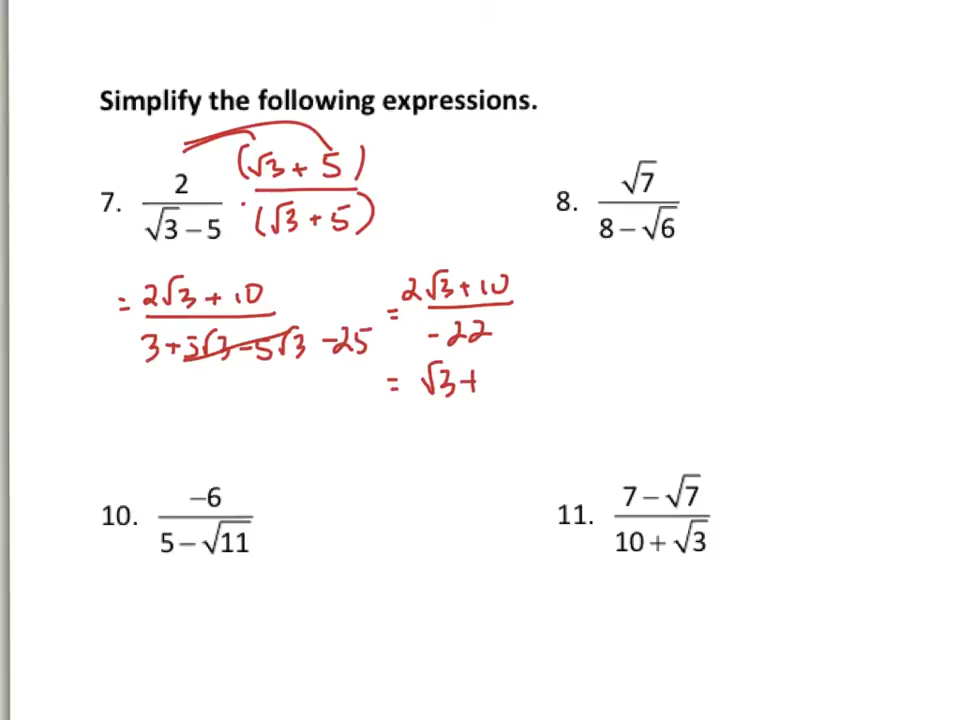 Simplify the following expressions.
7. 2/(√3 − 5) · (√3 + 5)/(√3 + 5)
8. √7/(8 − √6)
= (2√3 + 10)/(3 + 5√3 − 5√3 − 25) = (2√3 + 10)/(-22)
= √3 +
10. −6/(5 − √11)
11. (7 − √7)/(10 + √3)